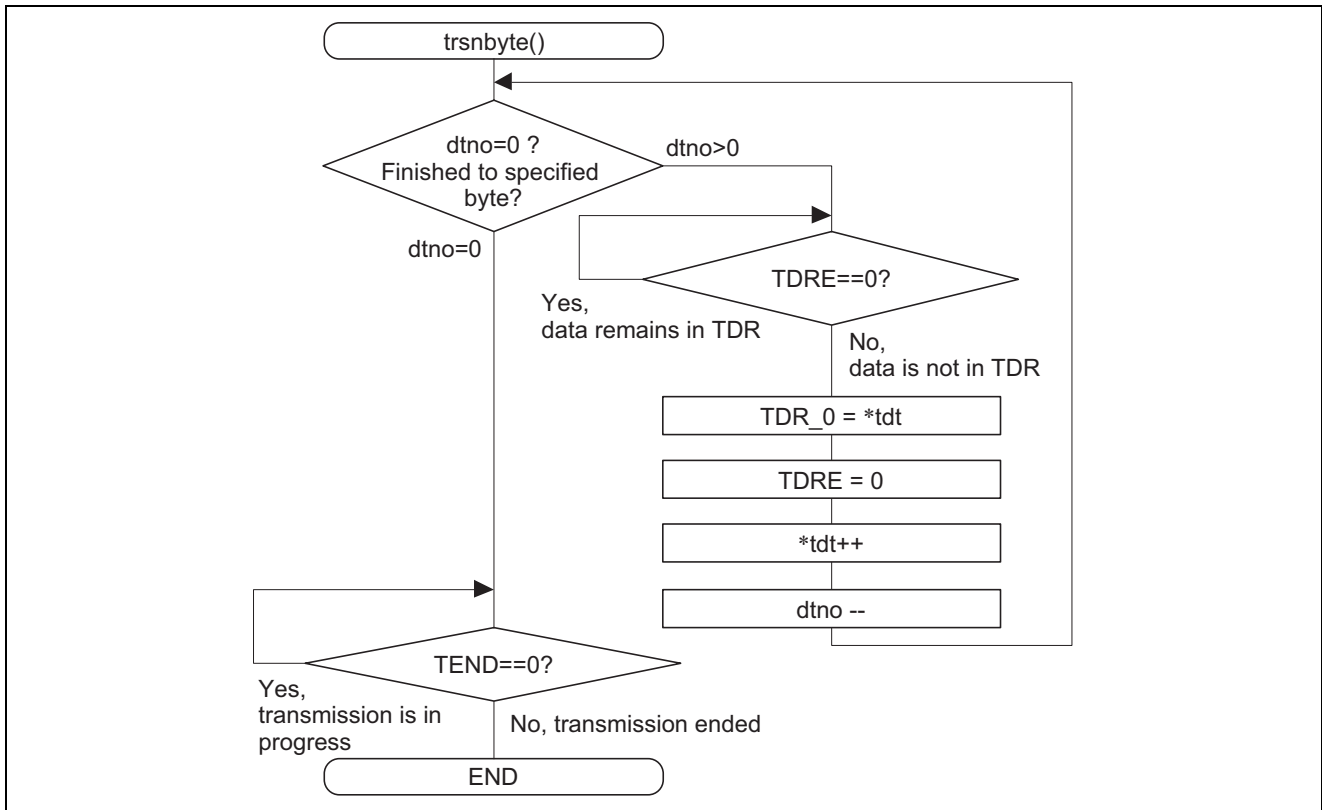 trsnbyte()
dtno=0 ?
Finished to specified
byte?
dtno>0
dtno=0
TDRE==0?
Yes,
data remains in TDR
No,
data is not in TDR
TDR_0 = *tdt
TDRE = 0
*tdt++
dtno --
TEND==0?
Yes,
transmission is in
progress
No, transmission ended
END